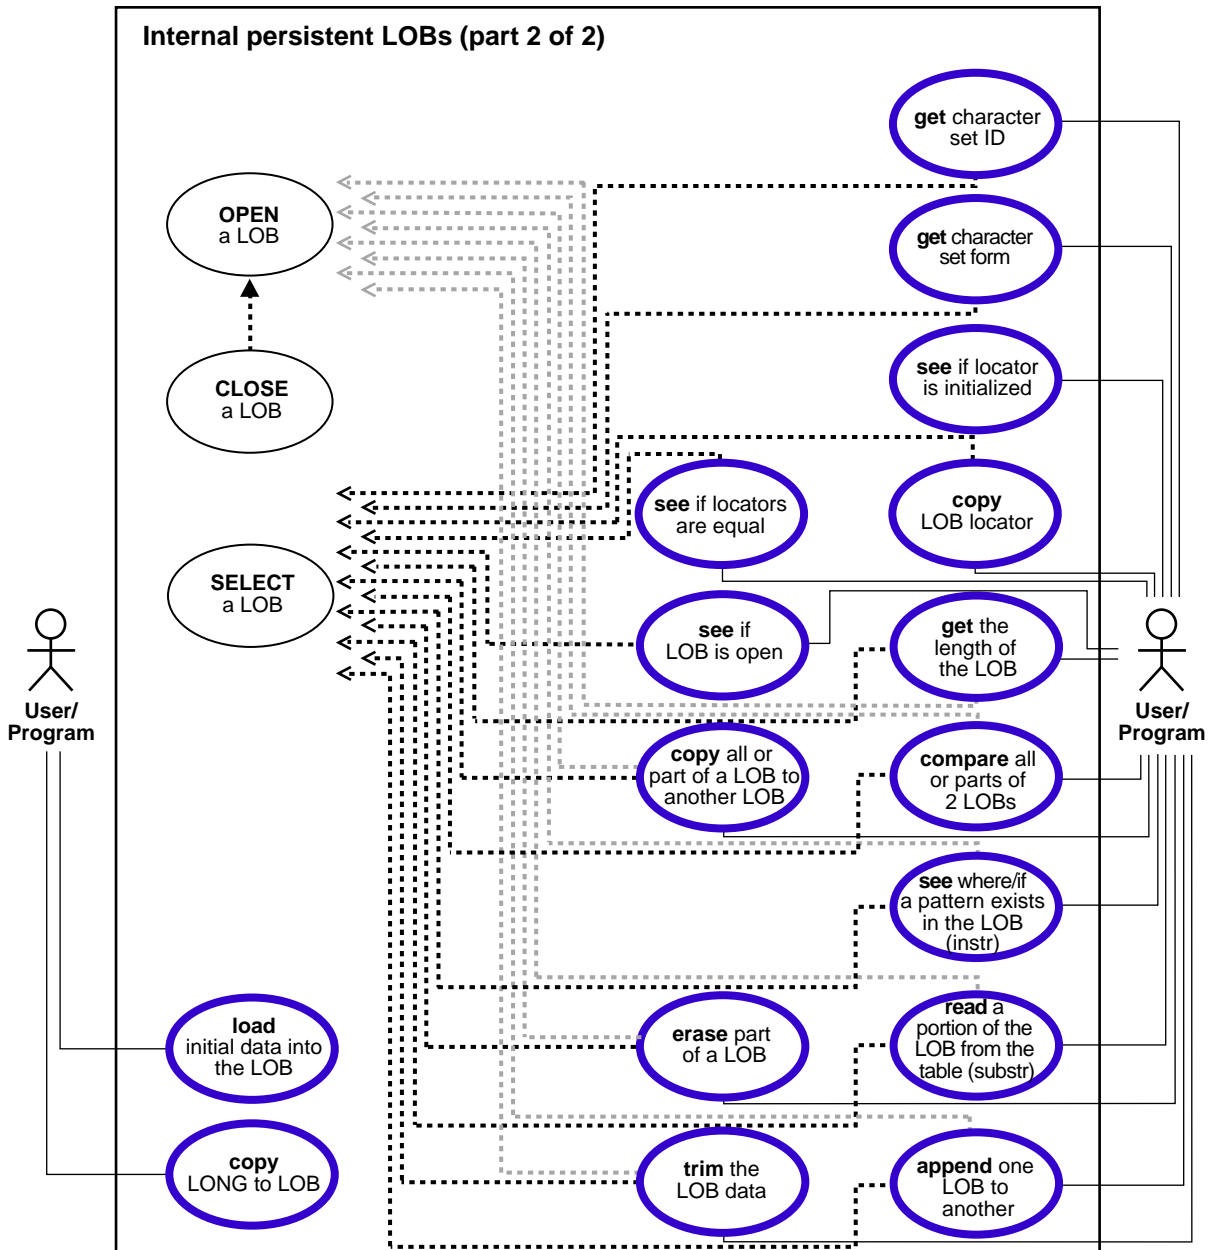 Internal persistent LOBs (part 2 of 2)
get character
set ID
OPEN
a LOB
get character
set form
CLOSE
a LOB
see if locator
is initialized
see if locators
are equal
copy
LOB locator
SELECT
a LOB
see if
LOB is open
get the
length of
the LOB
User/
Program
User/
Program
copy all or
part of a LOB to
another LOB
compare all
or parts of
2 LOBs
see where/if
a pattern exists
in the LOB
(instr)
load
initial data into
the LOB
erase part
of a LOB
read a
portion of the
LOB from the
table (substr)
copy
LONG to LOB
trim the
LOB data
append one
LOB to
another